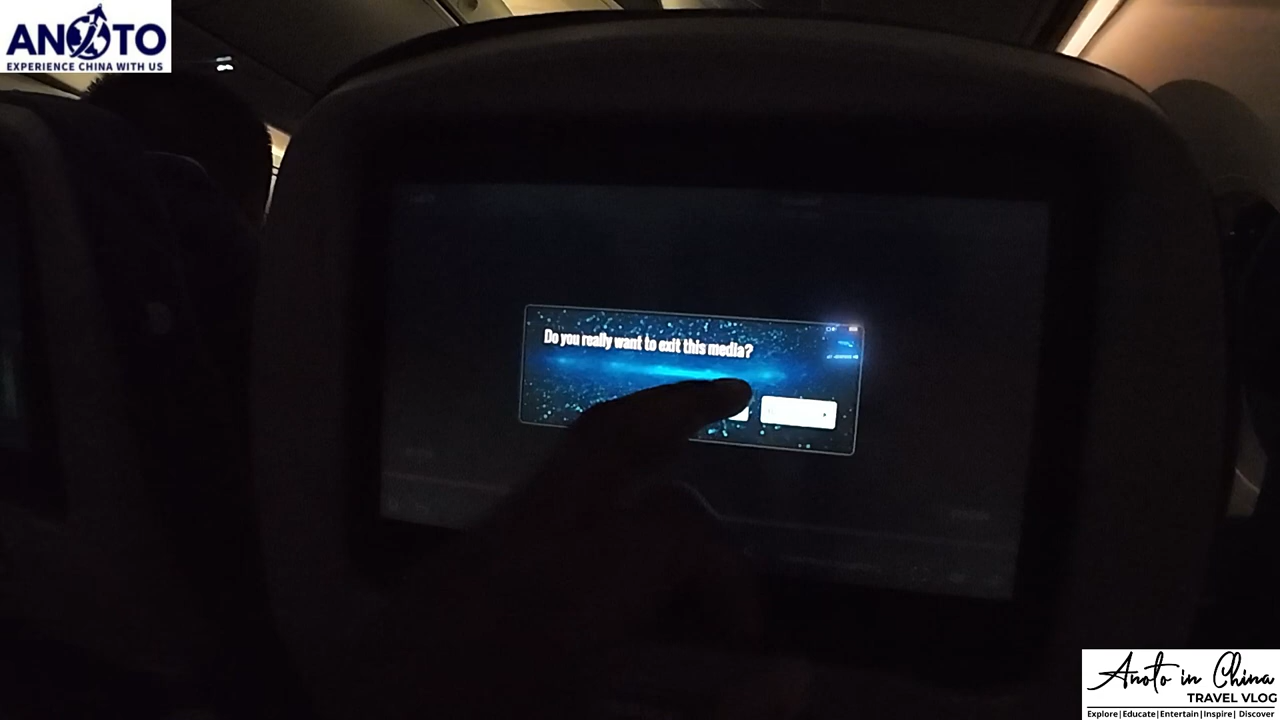 ANOTO
EXPERIENCE CHINA WITH US
Do you really want to exit this media?
Anoto in China
TRAVEL VLOG
Explore|Educate|Entertain|Inspire| Discover